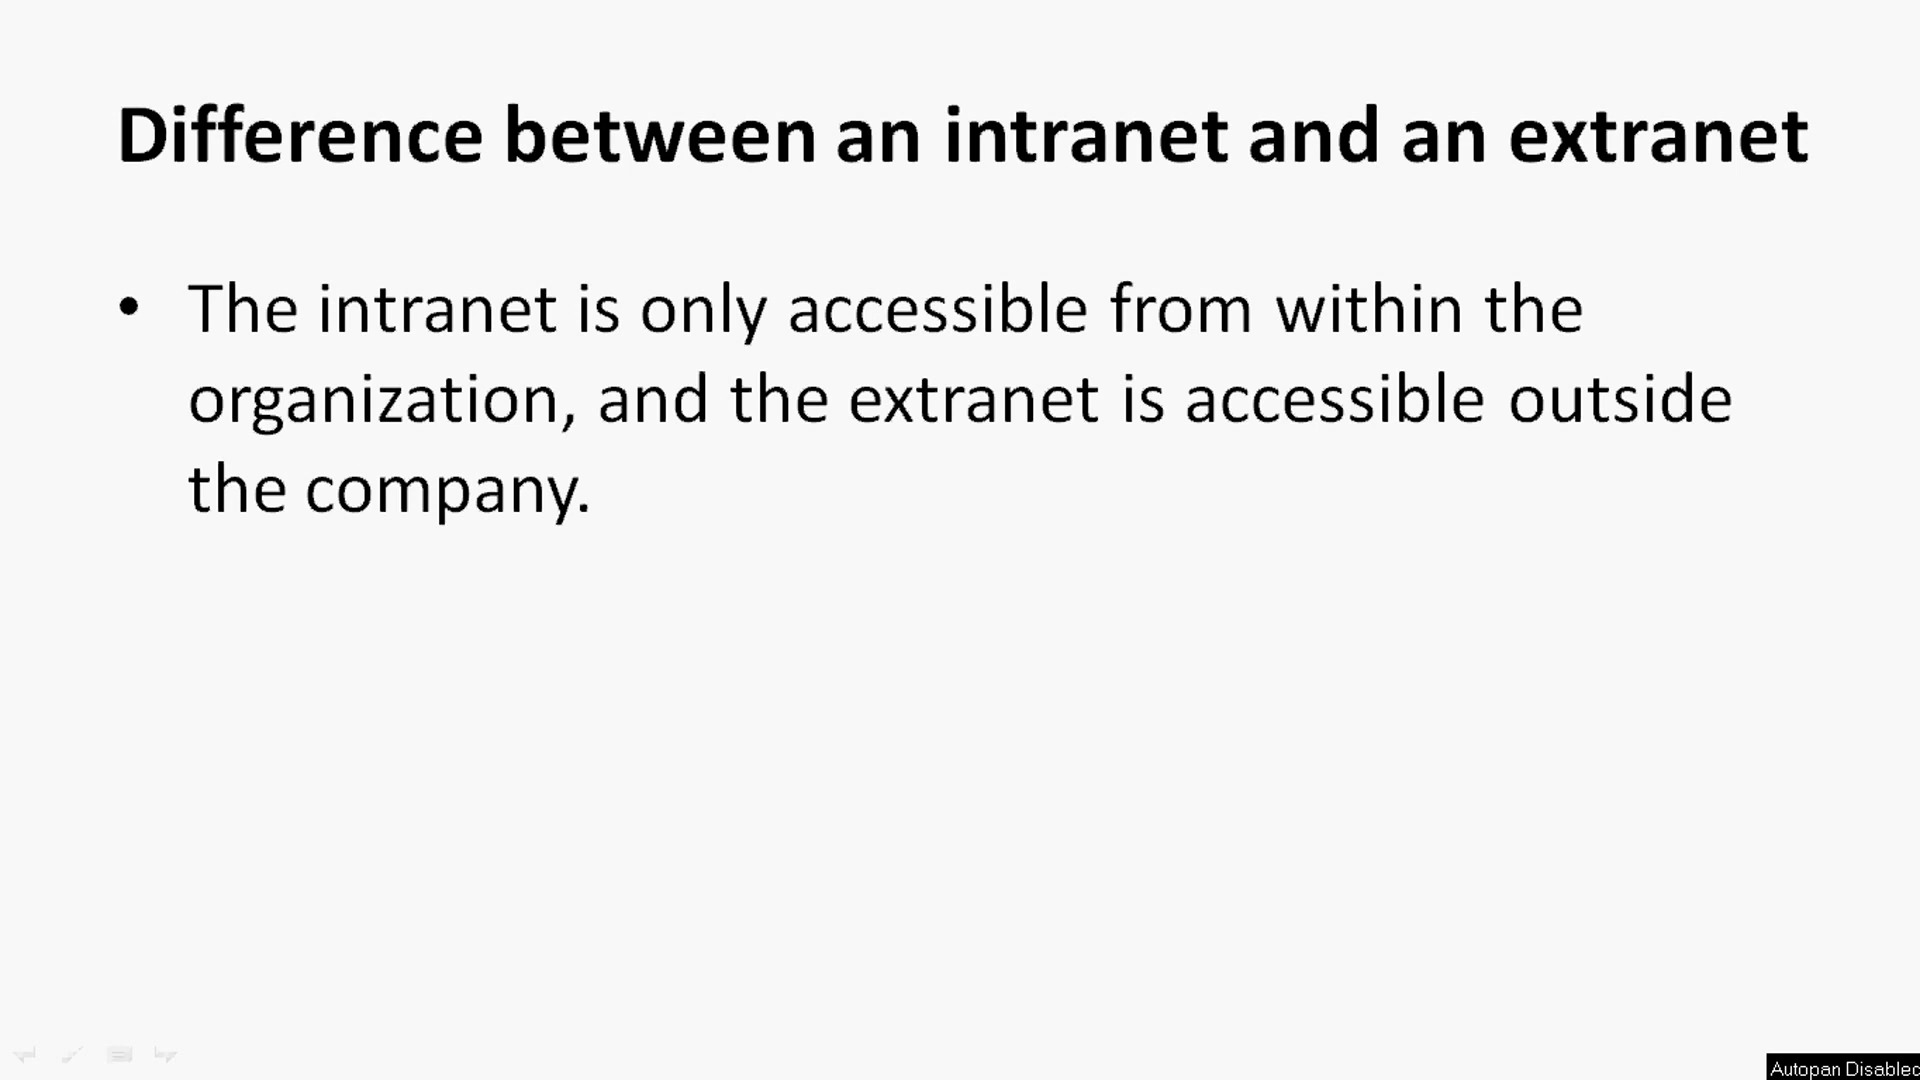 Difference between an intranet and an extranet
• The intranet is only accessible from within the
organization, and the extranet is accessible outside
the company.
Autopan Disabled